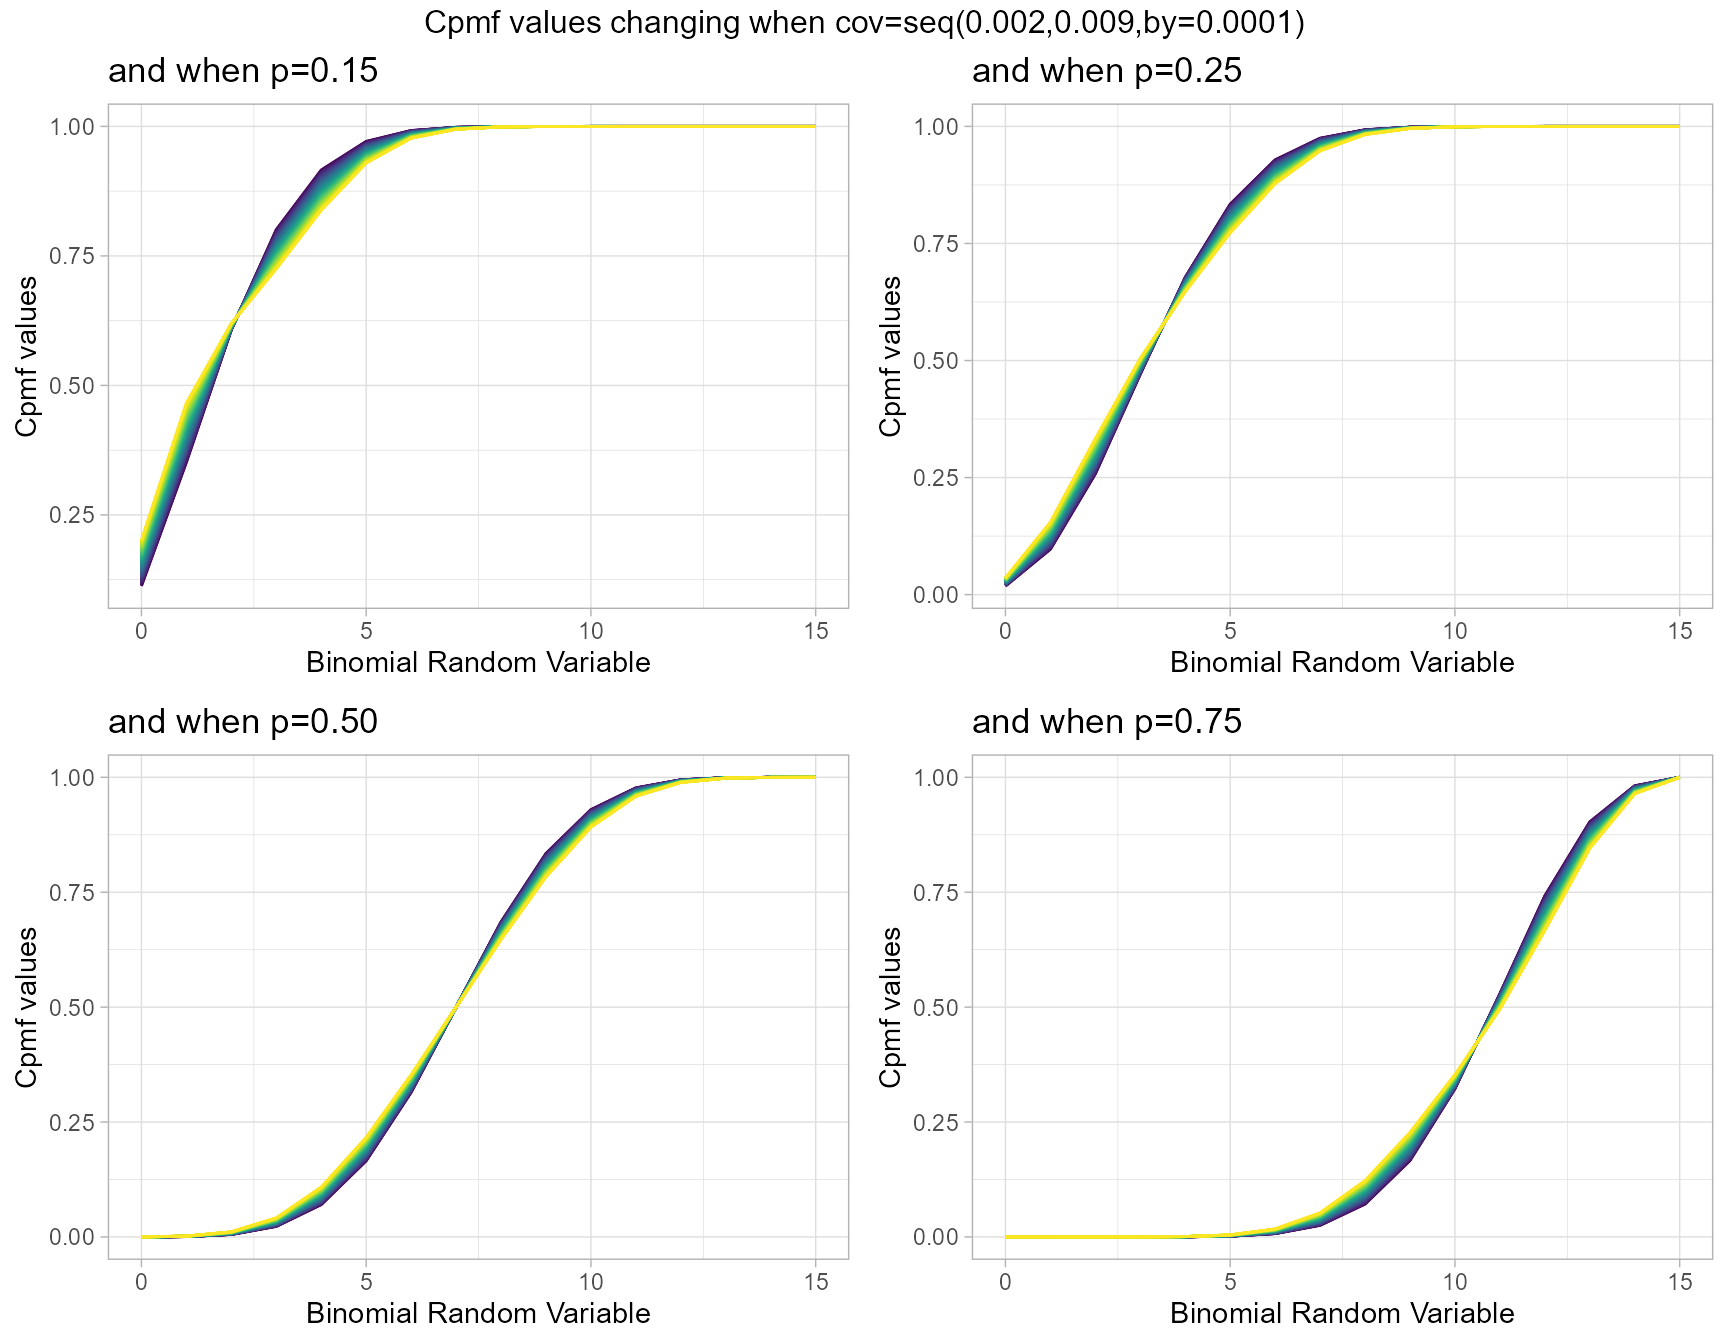 Cpmf values changing when cov=seq(0.002,0.009,by=0.0001)
and when p=0.15
Cpmf values
1.00
0.75
0.50
0.25
0 5 10 15
Binomial Random Variable
and when p=0.25
Cpmf values
1.00
0.75
0.50
0.25
0.00
0 5 10 15
Binomial Random Variable
and when p=0.50
Cpmf values
1.00
0.75
0.50
0.25
0.00
0 5 10 15
Binomial Random Variable
and when p=0.75
Cpmf values
1.00
0.75
0.50
0.25
0.00
0 5 10 15
Binomial Random Variable